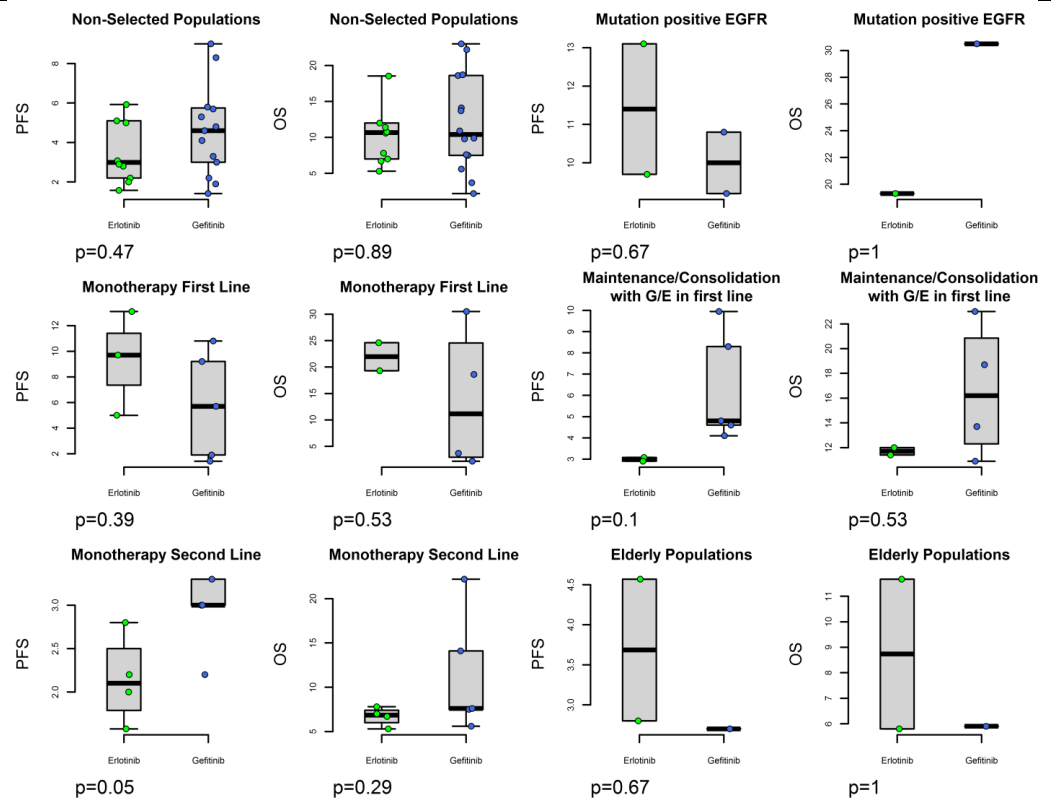 Non-Selected Populations
PFS
8
6
4
2
Erlotinib Gefitinib
p=0.47
Non-Selected Populations
OS
20
15
10
5
Erlotinib Gefitinib
p=0.89
Mutation positive EGFR
PFS
13
12
11
10
Erlotinib Gefitinib
p=0.67
Mutation positive EGFR
OS
30
28
26
24
22
20
Erlotinib Gefitinib
p=1
Monotherapy First Line
PFS
12
10
8
6
4
2
Erlotinib Gefitinib
p=0.39
Monotherapy First Line
OS
30
25
20
15
10
5
Erlotinib Gefitinib
p=0.53
Maintenance/Consolidation
with G/E in first line
PFS
10
9
8
7
6
5
4
3
Erlotinib Gefitinib
p=0.1
Maintenance/Consolidation
with G/E in first line
OS
22
20
18
16
14
12
Erlotinib Gefitinib
p=0.53
Monotherapy Second Line
PFS
3.0
2.5
2.0
Erlotinib Gefitinib
p=0.05
Monotherapy Second Line
OS
20
15
10
5
Erlotinib Gefitinib
p=0.29
Elderly Populations
PFS
4.5
4.0
3.5
3.0
Erlotinib Gefitinib
p=0.67
Elderly Populations
OS
11
10
9
8
7
6
Erlotinib Gefitinib
p=1